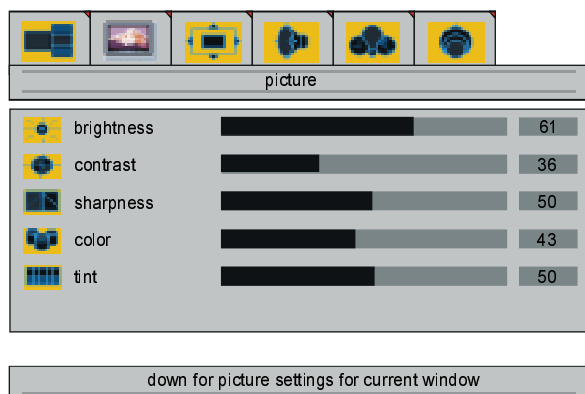 picture
brightness 61
contrast 36
sharpness 50
color 43
tint 50
down for picture settings for current window